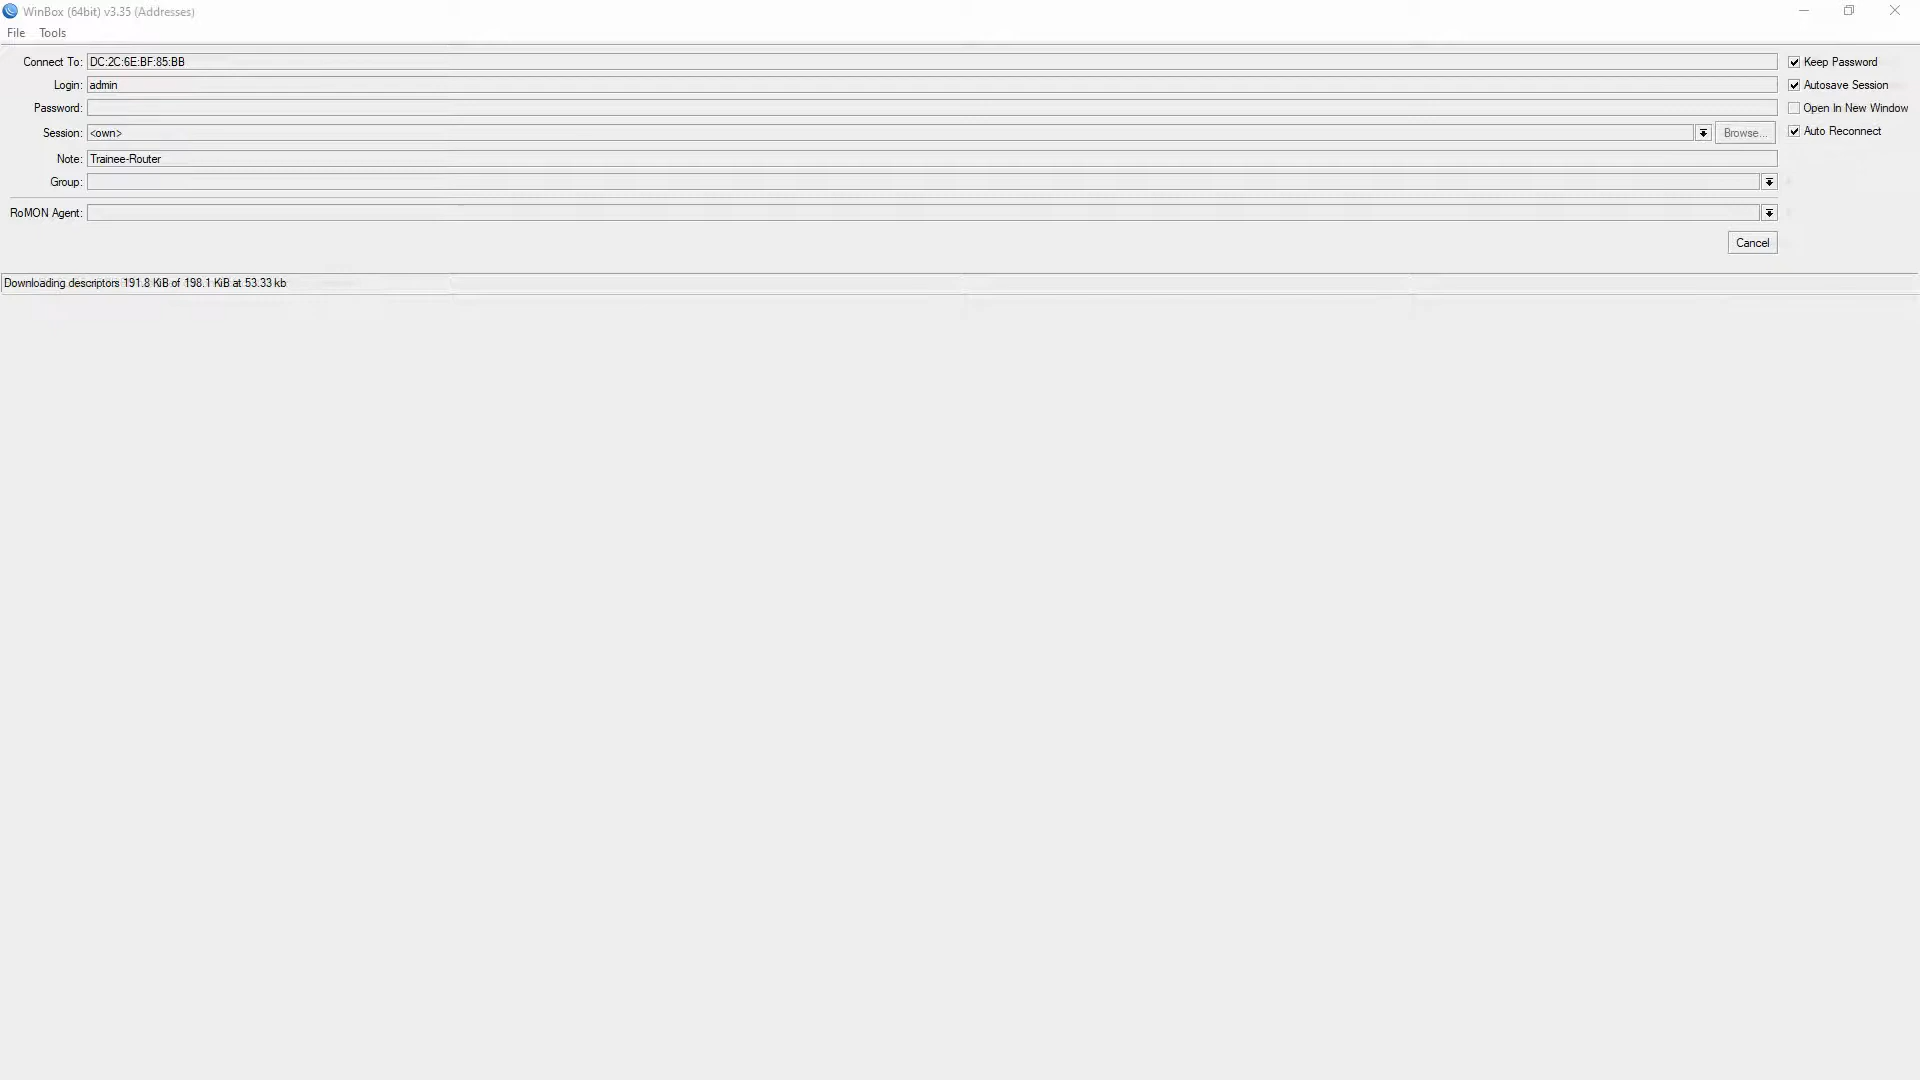 WinBox (64bit) v3.35 (Addresses)
File Tools
Connect To: DC:2C:6E:BF:85:BB
Keep Password
Login: admin
Autosave Session
Password:
Open In New Window
Session: <own>
Browse...
Auto Reconnect
Note: Trainee-Router
Group:
RoMON Agent:
Cancel
Downloading descriptors 191.8 KiB of 198.1 KiB at 53.33 kb